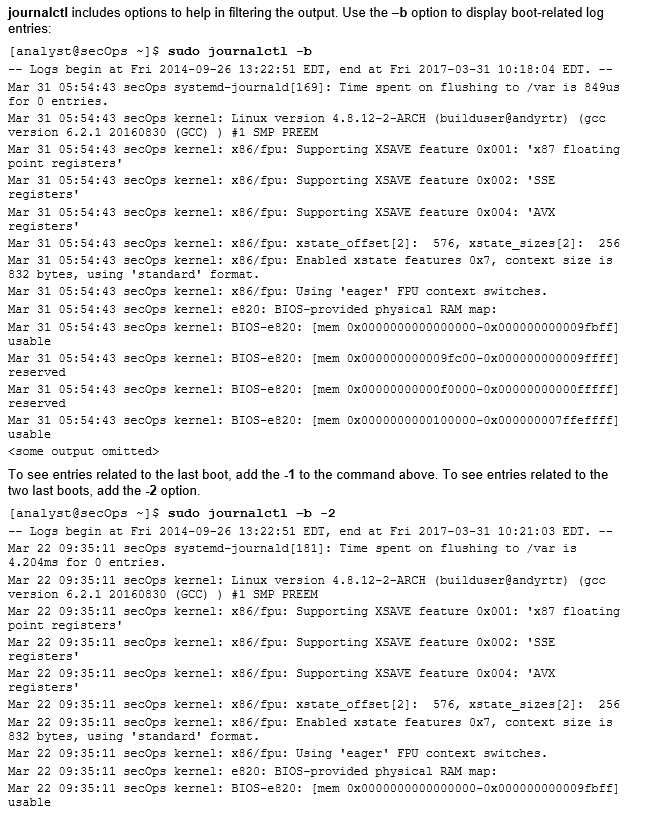 journalctl includes options to help in filtering the output. Use the –b option to display boot-related log
entries:
[analyst@secOps ~]$ sudo journalctl –b
-- Logs begin at Fri 2014-09-26 13:22:51 EDT, end at Fri 2017-03-31 10:18:04 EDT. --
Mar 31 05:54:43 secOps systemd-journald[169]: Time spent on flushing to /var is 849us
for 0 entries.
Mar 31 05:54:43 secOps kernel: Linux version 4.8.12-2-ARCH (builduser@andyrtr) (gcc
version 6.2.1 20160830 (GCC) ) #1 SMP PREEM
Mar 31 05:54:43 secOps kernel: x86/fpu: Supporting XSAVE feature 0x001: 'x87 floating
point registers'
Mar 31 05:54:43 secOps kernel: x86/fpu: Supporting XSAVE feature 0x002: 'SSE
registers'
Mar 31 05:54:43 secOps kernel: x86/fpu: Supporting XSAVE feature 0x004: 'AVX
registers'
Mar 31 05:54:43 secOps kernel: x86/fpu: xstate_offset[2]:  576, xstate_sizes[2]:  256
Mar 31 05:54:43 secOps kernel: x86/fpu: Enabled xstate features 0x7, context size is
832 bytes, using 'standard' format.
Mar 31 05:54:43 secOps kernel: x86/fpu: Using 'eager' FPU context switches.
Mar 31 05:54:43 secOps kernel: e820: BIOS-provided physical RAM map:
Mar 31 05:54:43 secOps kernel: BIOS-e820: [mem 0x0000000000000000-0x000000000009fbff]
usable
Mar 31 05:54:43 secOps kernel: BIOS-e820: [mem 0x000000000009fc00-0x000000000009ffff]
reserved
Mar 31 05:54:43 secOps kernel: BIOS-e820: [mem 0x00000000000f0000-0x00000000000fffff]
reserved
Mar 31 05:54:43 secOps kernel: BIOS-e820: [mem 0x0000000000100000-0x000000007ffeffff]
usable
<some output omitted>
To see entries related to the last boot, add the -1 to the command above. To see entries related to the
two last boots, add the -2 option.
[analyst@secOps ~]$ sudo journalctl –b -2
-- Logs begin at Fri 2014-09-26 13:22:51 EDT, end at Fri 2017-03-31 10:21:03 EDT. --
Mar 22 09:35:11 secOps systemd-journald[181]: Time spent on flushing to /var is
4.204ms for 0 entries.
Mar 22 09:35:11 secOps kernel: Linux version 4.8.12-2-ARCH (builduser@andyrtr) (gcc
version 6.2.1 20160830 (GCC) ) #1 SMP PREEM
Mar 22 09:35:11 secOps kernel: x86/fpu: Supporting XSAVE feature 0x001: 'x87 floating
point registers'
Mar 22 09:35:11 secOps kernel: x86/fpu: Supporting XSAVE feature 0x002: 'SSE
registers'
Mar 22 09:35:11 secOps kernel: x86/fpu: Supporting XSAVE feature 0x004: 'AVX
registers'
Mar 22 09:35:11 secOps kernel: x86/fpu: xstate_offset[2]:  576, xstate_sizes[2]:  256
Mar 22 09:35:11 secOps kernel: x86/fpu: Enabled xstate features 0x7, context size is
832 bytes, using 'standard' format.
Mar 22 09:35:11 secOps kernel: x86/fpu: Using 'eager' FPU context switches.
Mar 22 09:35:11 secOps kernel: e820: BIOS-provided physical RAM map:
Mar 22 09:35:11 secOps kernel: BIOS-e820: [mem 0x0000000000000000-0x000000000009fbff]
usable